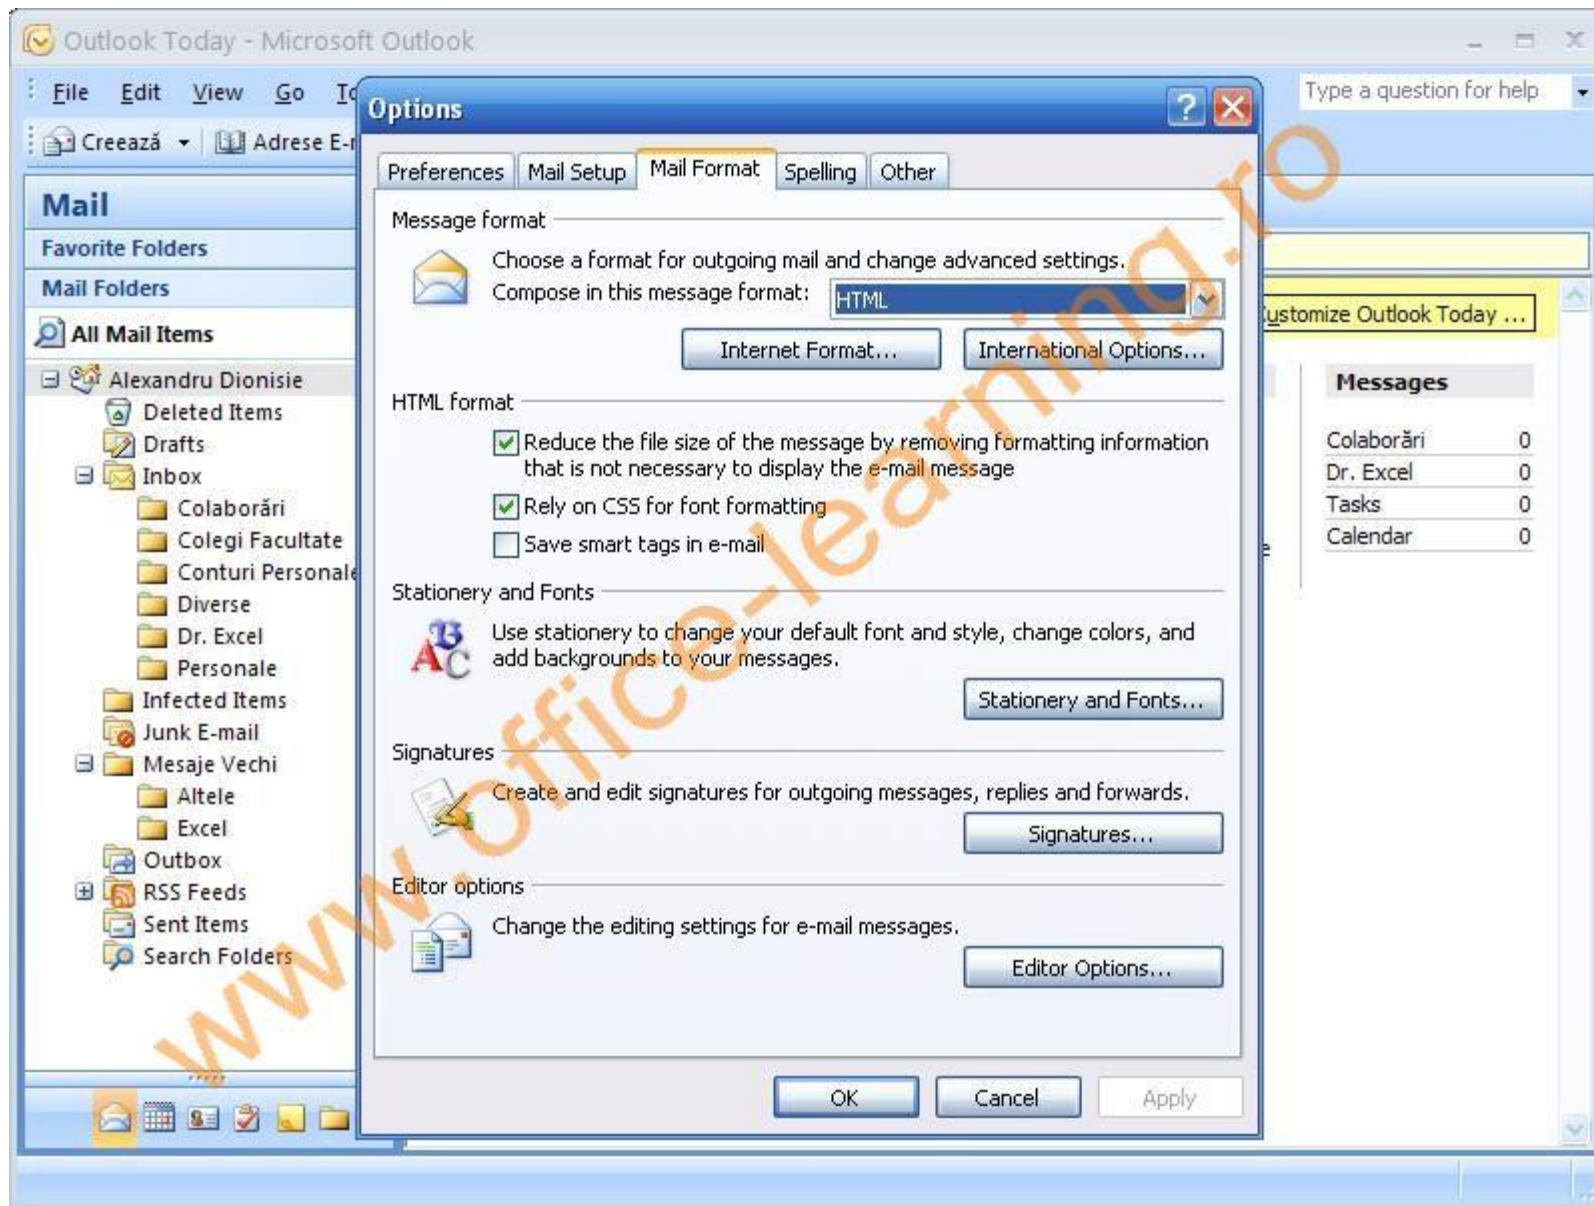 Outlook Today - Microsoft Outlook
File Edit View Go
Type a question for help
Creează Adrese
Options
Preferences Mail Setup Mail Format Spelling Other
Mail
Favorite Folders
Mail Folders
All Mail Items
Alexandru Dionisie
Deleted Items
Drafts
Inbox
Colaborări
Colegi Facultate
Conturi Personale
Diverse
Dr. Excel
Personale
Infected Items
Junk E-mail
Mesaje Vechi
Altele
Excel
Outbox
RSS Feeds
Sent Items
Search Folders
Message format
Choose a format for outgoing mail and change advanced settings.
Compose in this message format: HTML
Internet Format... International Options...
HTML format
Reduce the file size of the message by removing formatting information
that is not necessary to display the e-mail message
Rely on CSS for font formatting
Save smart tags in e-mail
Stationery and Fonts
Use stationery to change your default font and style, change colors, and
add backgrounds to your messages.
Stationery and Fonts...
Signatures
Create and edit signatures for outgoing messages, replies and forwards.
Signatures...
Editor options
Change the editing settings for e-mail messages.
Editor Options...
OK Cancel Apply
Outlook Today ...
Messages
Colaborări 0
Dr. Excel 0
Tasks 0
Calendar 0
www.office-learning.ro